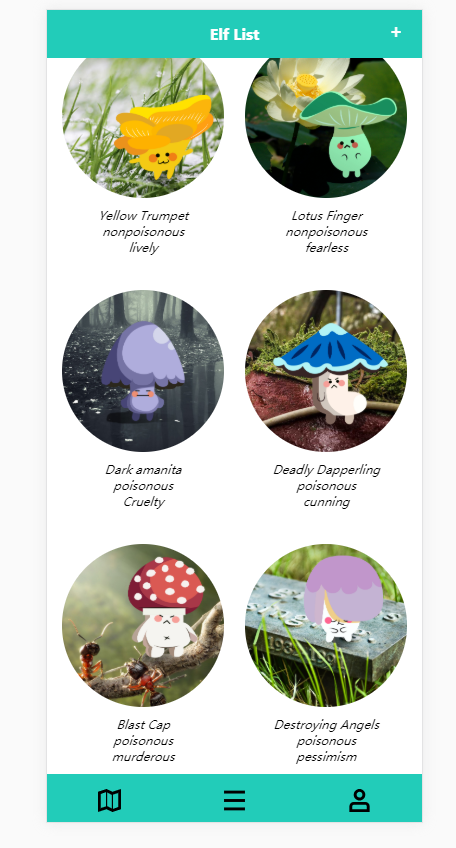 Elf List +
Yellow Trumpet
nonpoisonous
lively
Lotus Finger
nonpoisonous
fearless
Dark amanita
poisonous
Cruelty
Deadly Dapperling
poisonous
cunning
Blast Cap
poisonous
murderous
Destroying Angels
poisonous
pessimism